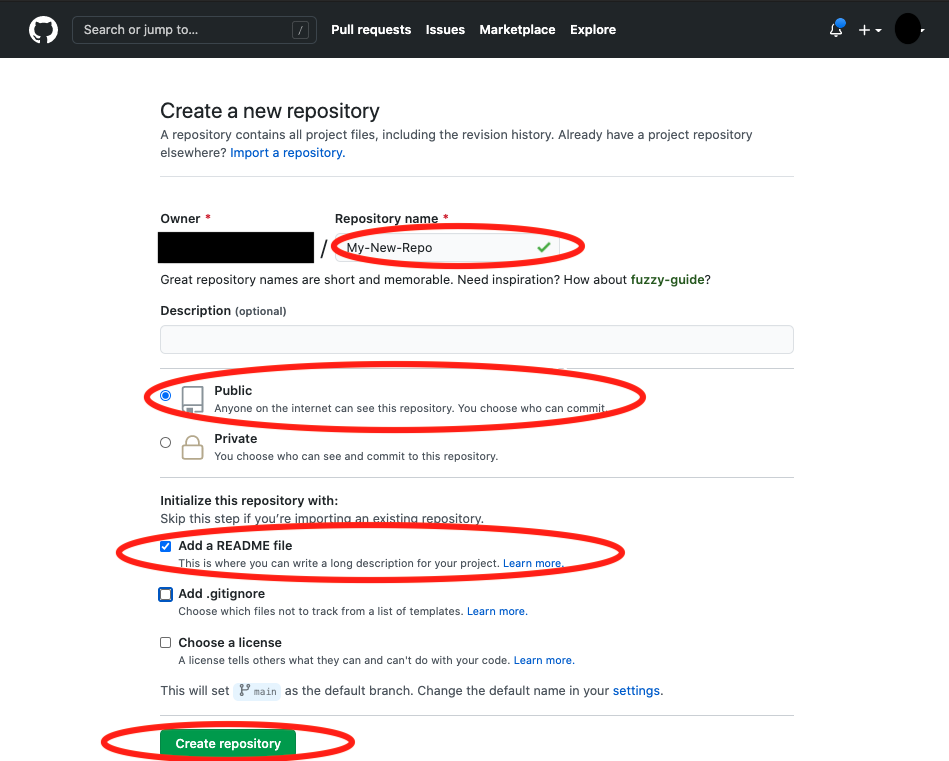 Search or jump to... / Pull requests Issues Marketplace Explore
Create a new repository
A repository contains all project files, including the revision history. Already have a project repository
elsewhere? Import a repository.
Owner * Repository name *
/ My-New-Repo
Great repository names are short and memorable. Need inspiration? How about fuzzy-guide?
Description (optional)
Public
Anyone on the internet can see this repository. You choose who can commit.
Private
You choose who can see and commit to this repository.
Initialize this repository with:
Skip this step if you're importing an existing repository.
Add a README file
This is where you can write a long description for your project. Learn more.
Add .gitignore
Choose which files not to track from a list of templates. Learn more.
Choose a license
A license tells others what they can and can't do with your code. Learn more.
This will set main as the default branch. Change the default name in your settings.
Create repository